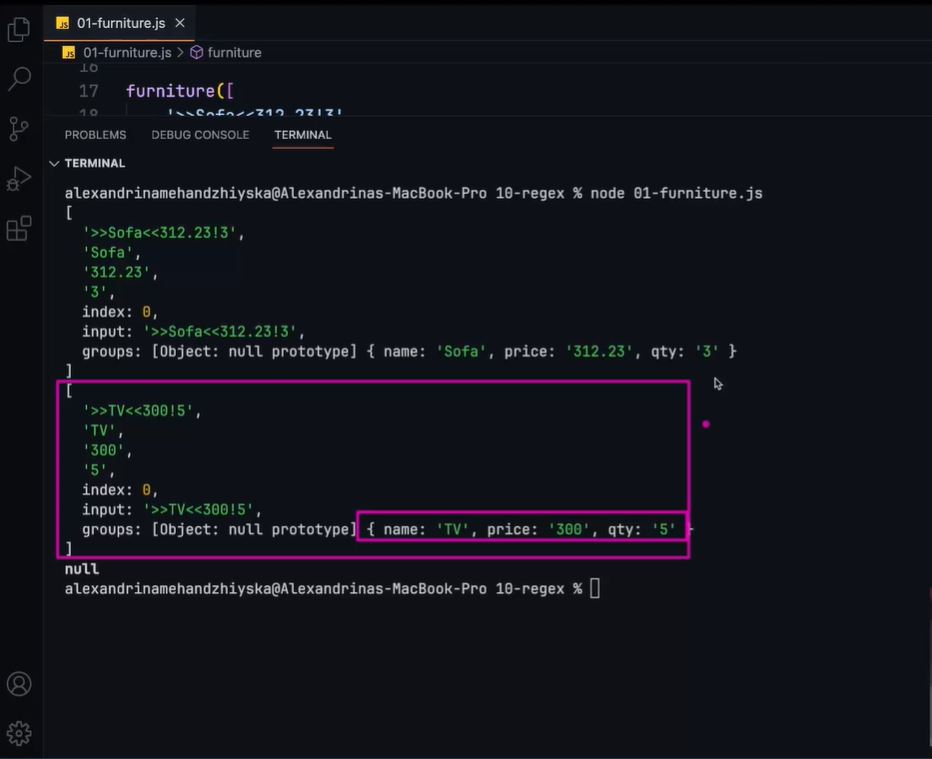 JS 01-furniture.js ×
JS 01-furniture.js > furniture
16
17 furniture([
18 '>>Sofa<<312.23!3'
PROBLEMS DEBUG CONSOLE TERMINAL
TERMINAL
alexandrinamehandzhiyska@Alexandrinas-MacBook-Pro 10-regex % node 01-furniture.js
[
'>>Sofa<<312.23!3',
'Sofa',
'312.23',
'3',
index: 0,
input: '>>Sofa<<312.23!3',
groups: [Object: null prototype] { name: 'Sofa', price: '312.23', qty: '3' }
]
[
'>>TV<<300!5',
'TV',
'300',
'5',
index: 0,
input: '>>TV<<300!5',
groups: [Object: null prototype] { name: 'TV', price: '300', qty: '5' }
]
null
alexandrinamehandzhiyska@Alexandrinas-MacBook-Pro 10-regex %